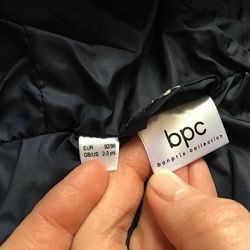 EUR 92/98
GB/US 2-3 yrs
bpc
bonprix collection